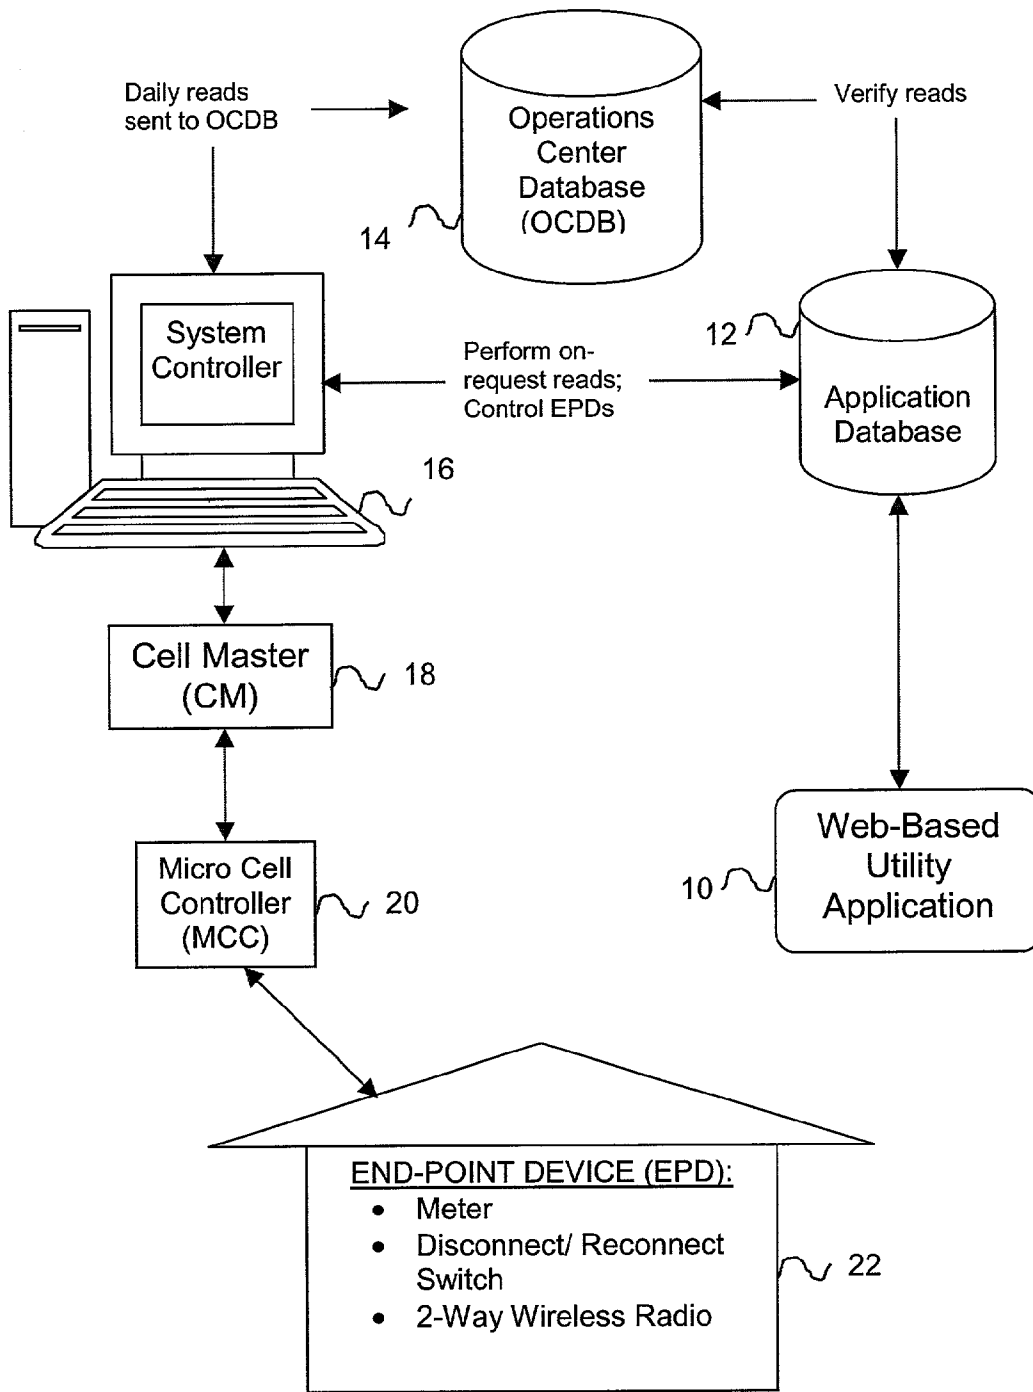 Daily reads
sent to OCDB
Operations
Center
Database
(OCDB)
Verify reads
14
System
Controller
Perform on-
request reads;
Control EPDs
12
Application
Database
16
Cell Master
(CM)
18
Micro Cell
Controller
(MCC)
20
10
Web-Based
Utility
Application
END-POINT DEVICE (EPD):
• Meter
• Disconnect/ Reconnect
Switch
• 2-Way Wireless Radio
22